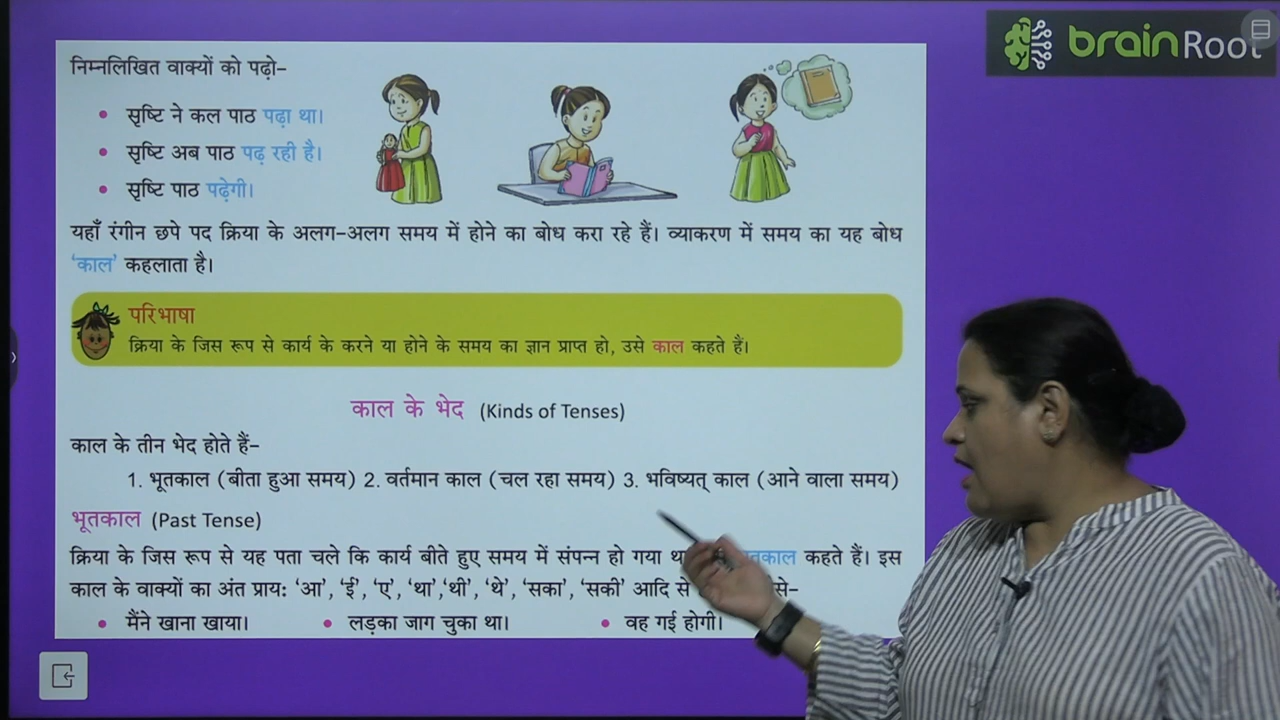 brainRoot
निम्नलिखित वाक्यों को पढ़ो–
• सृष्टि ने कल पाठ पढ़ा था।
• सृष्टि अब पाठ पढ़ रही है।
• सृष्टि पाठ पढ़ेगी।
यहाँ रंगीन छपे पद क्रिया के अलग-अलग समय में होने का बोध करा रहे हैं। व्याकरण में समय का यह बोध
‘काल’ कहलाता है।
परिभाषा
क्रिया के जिस रूप से कार्य के करने या होने के समय का ज्ञान प्राप्त हो, उसे काल कहते हैं।
काल के भेद (Kinds of Tenses)
काल के तीन भेद होते हैं–
1. भूतकाल (बीता हुआ समय) 2. वर्तमान काल (चल रहा समय) 3. भविष्यत् काल (आने वाला समय)
भूतकाल (Past Tense)
क्रिया के जिस रूप से यह पता चले कि कार्य बीते हुए समय में संपन्न हो गया कहते हैं। इस
काल के वाक्यों का अंत प्राय: ‘आ’, ‘ई’, ‘ए’, ‘था’,‘थी’, ‘थे’, ‘सका’, ‘सकी’ आदि से
• मैंने खाना खाया। • लड़का जाग चुका था। • वह गई होगी।